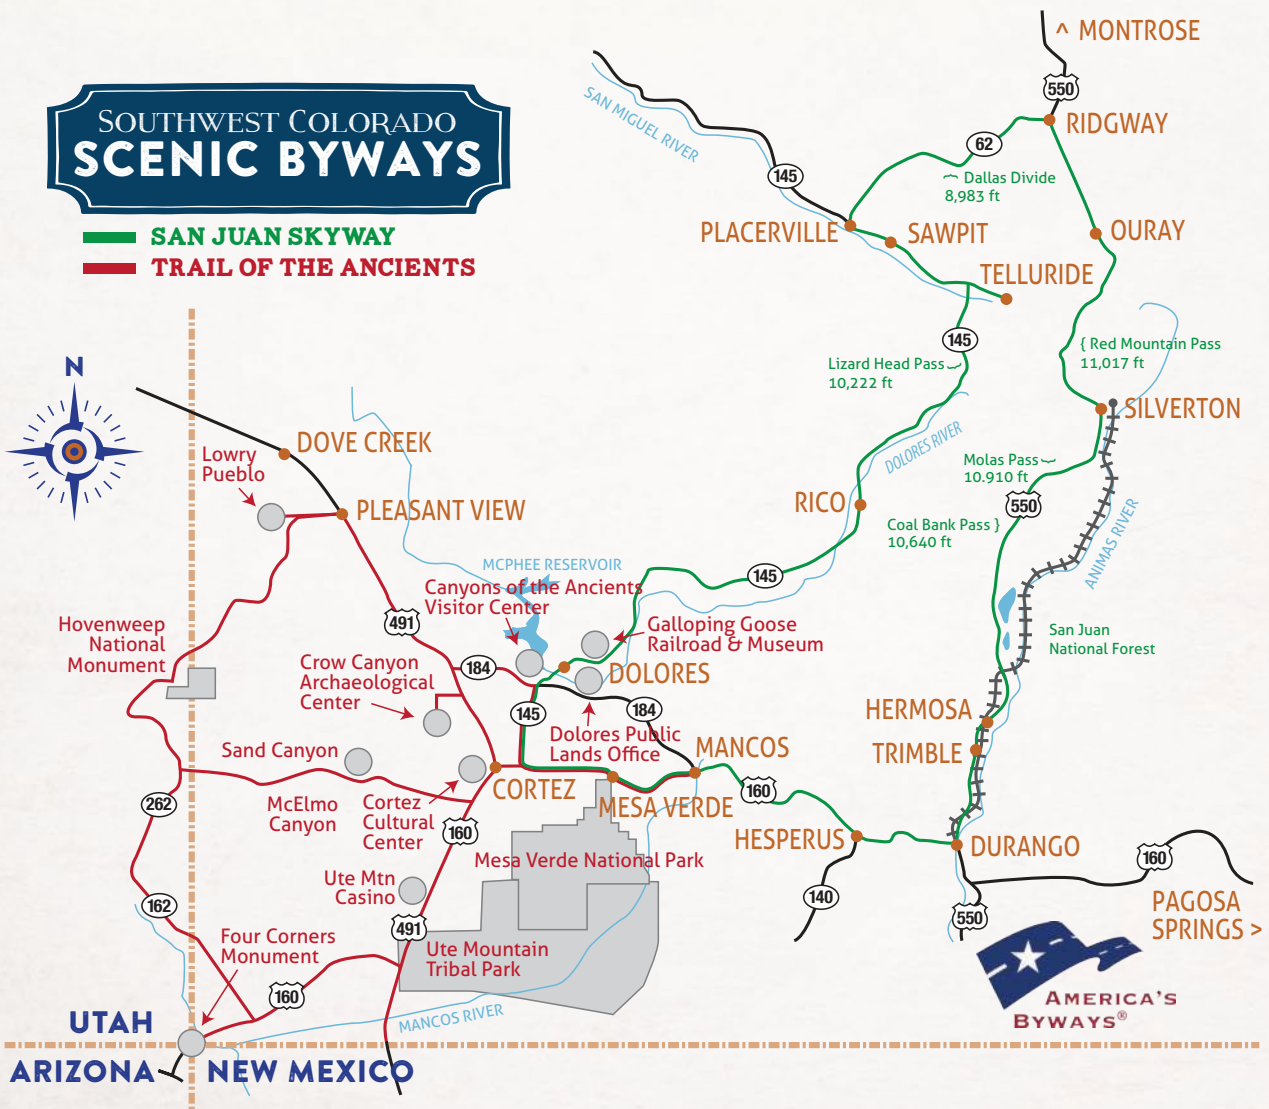 ^ MONTROSE
550
SOUTHWEST COLORADO
SCENIC BYWAYS
SAN JUAN SKYWAY
TRAIL OF THE ANCIENTS
SAN MIGUEL RIVER
RIDGWAY
62
145
Dallas Divide
8,983 ft
PLACERVILLE
SAWPIT
OURAY
TELLURIDE
145
{ Red Mountain Pass
11,017 ft
Lizard Head Pass
10,222 ft
N
SILVERTON
DOLORES RIVER
DOVE CREEK
Lowry
Pueblo
Molas Pass
10.910 ft
PLEASANT VIEW
RICO
550
Coal Bank Pass }
10,640 ft
ANIMAS RIVER
MCPHEE RESERVOIR
145
Canyons of the Ancients
Visitor Center
491
Hovenweep
National
Monument
Galloping Goose
Railroad & Museum
San Juan
National Forest
Crow Canyon
Archaeological
Center
184
DOLORES
145
184
HERMOSA
Dolores Public
Lands Office
Sand Canyon
MANCOS
TRIMBLE
CORTEZ
262
McElmo
Canyon
Cortez
Cultural
Center
160
MESA VERDE
160
HESPERUS
DURANGO
Mesa Verde National Park
160
Ute Mtn
Casino
140
162
PAGOSA
SPRINGS >
550
491
Four Corners
Monument
Ute Mountain
Tribal Park
160
MANCOS RIVER
AMERICA'S
BYWAYS®
UTAH
ARIZONA
NEW MEXICO